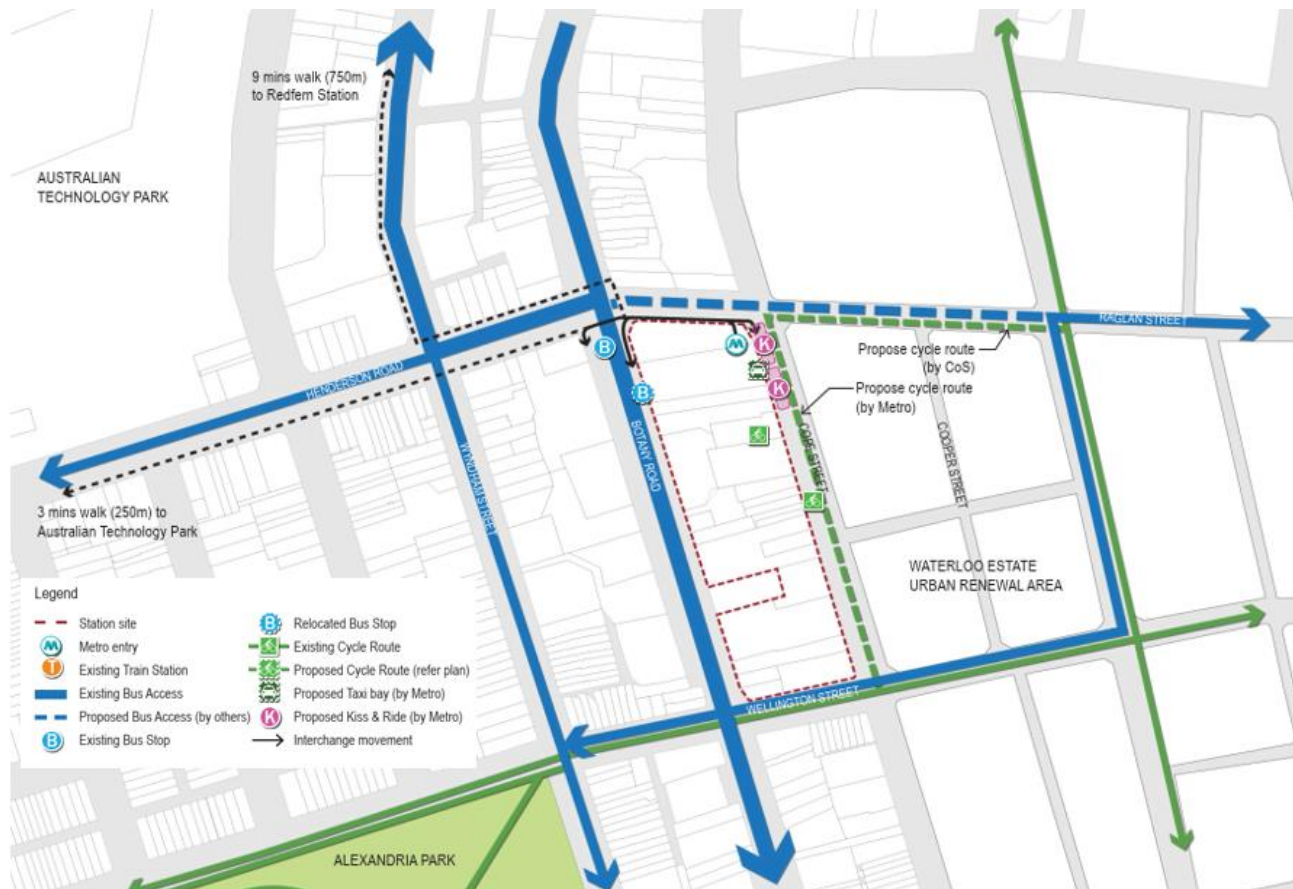 9 mins walk (750m)
to Redfern Station
AUSTRALIAN
TECHNOLOGY PARK
RAGLAN STREET
Propose cycle route
(by CoS)
Propose cycle route
(by Metro)
B
M
K
K
B
HENDERSON ROAD
WYNDHAM STREET
BOTANY ROAD
COPE STREET
COOPER STREET
3 mins walk (250m) to
Australian Technology Park
WATERLOO ESTATE
URBAN RENEWAL AREA
WELLINGTON STREET
ALEXANDRIA PARK
Legend
Station site
M Metro entry
T Existing Train Station
Existing Bus Access
Proposed Bus Access (by others)
B Existing Bus Stop
B Relocated Bus Stop
Existing Cycle Route
Proposed Cycle Route (refer plan)
Proposed Taxi bay (by Metro)
K Proposed Kiss & Ride (by Metro)
Interchange movement